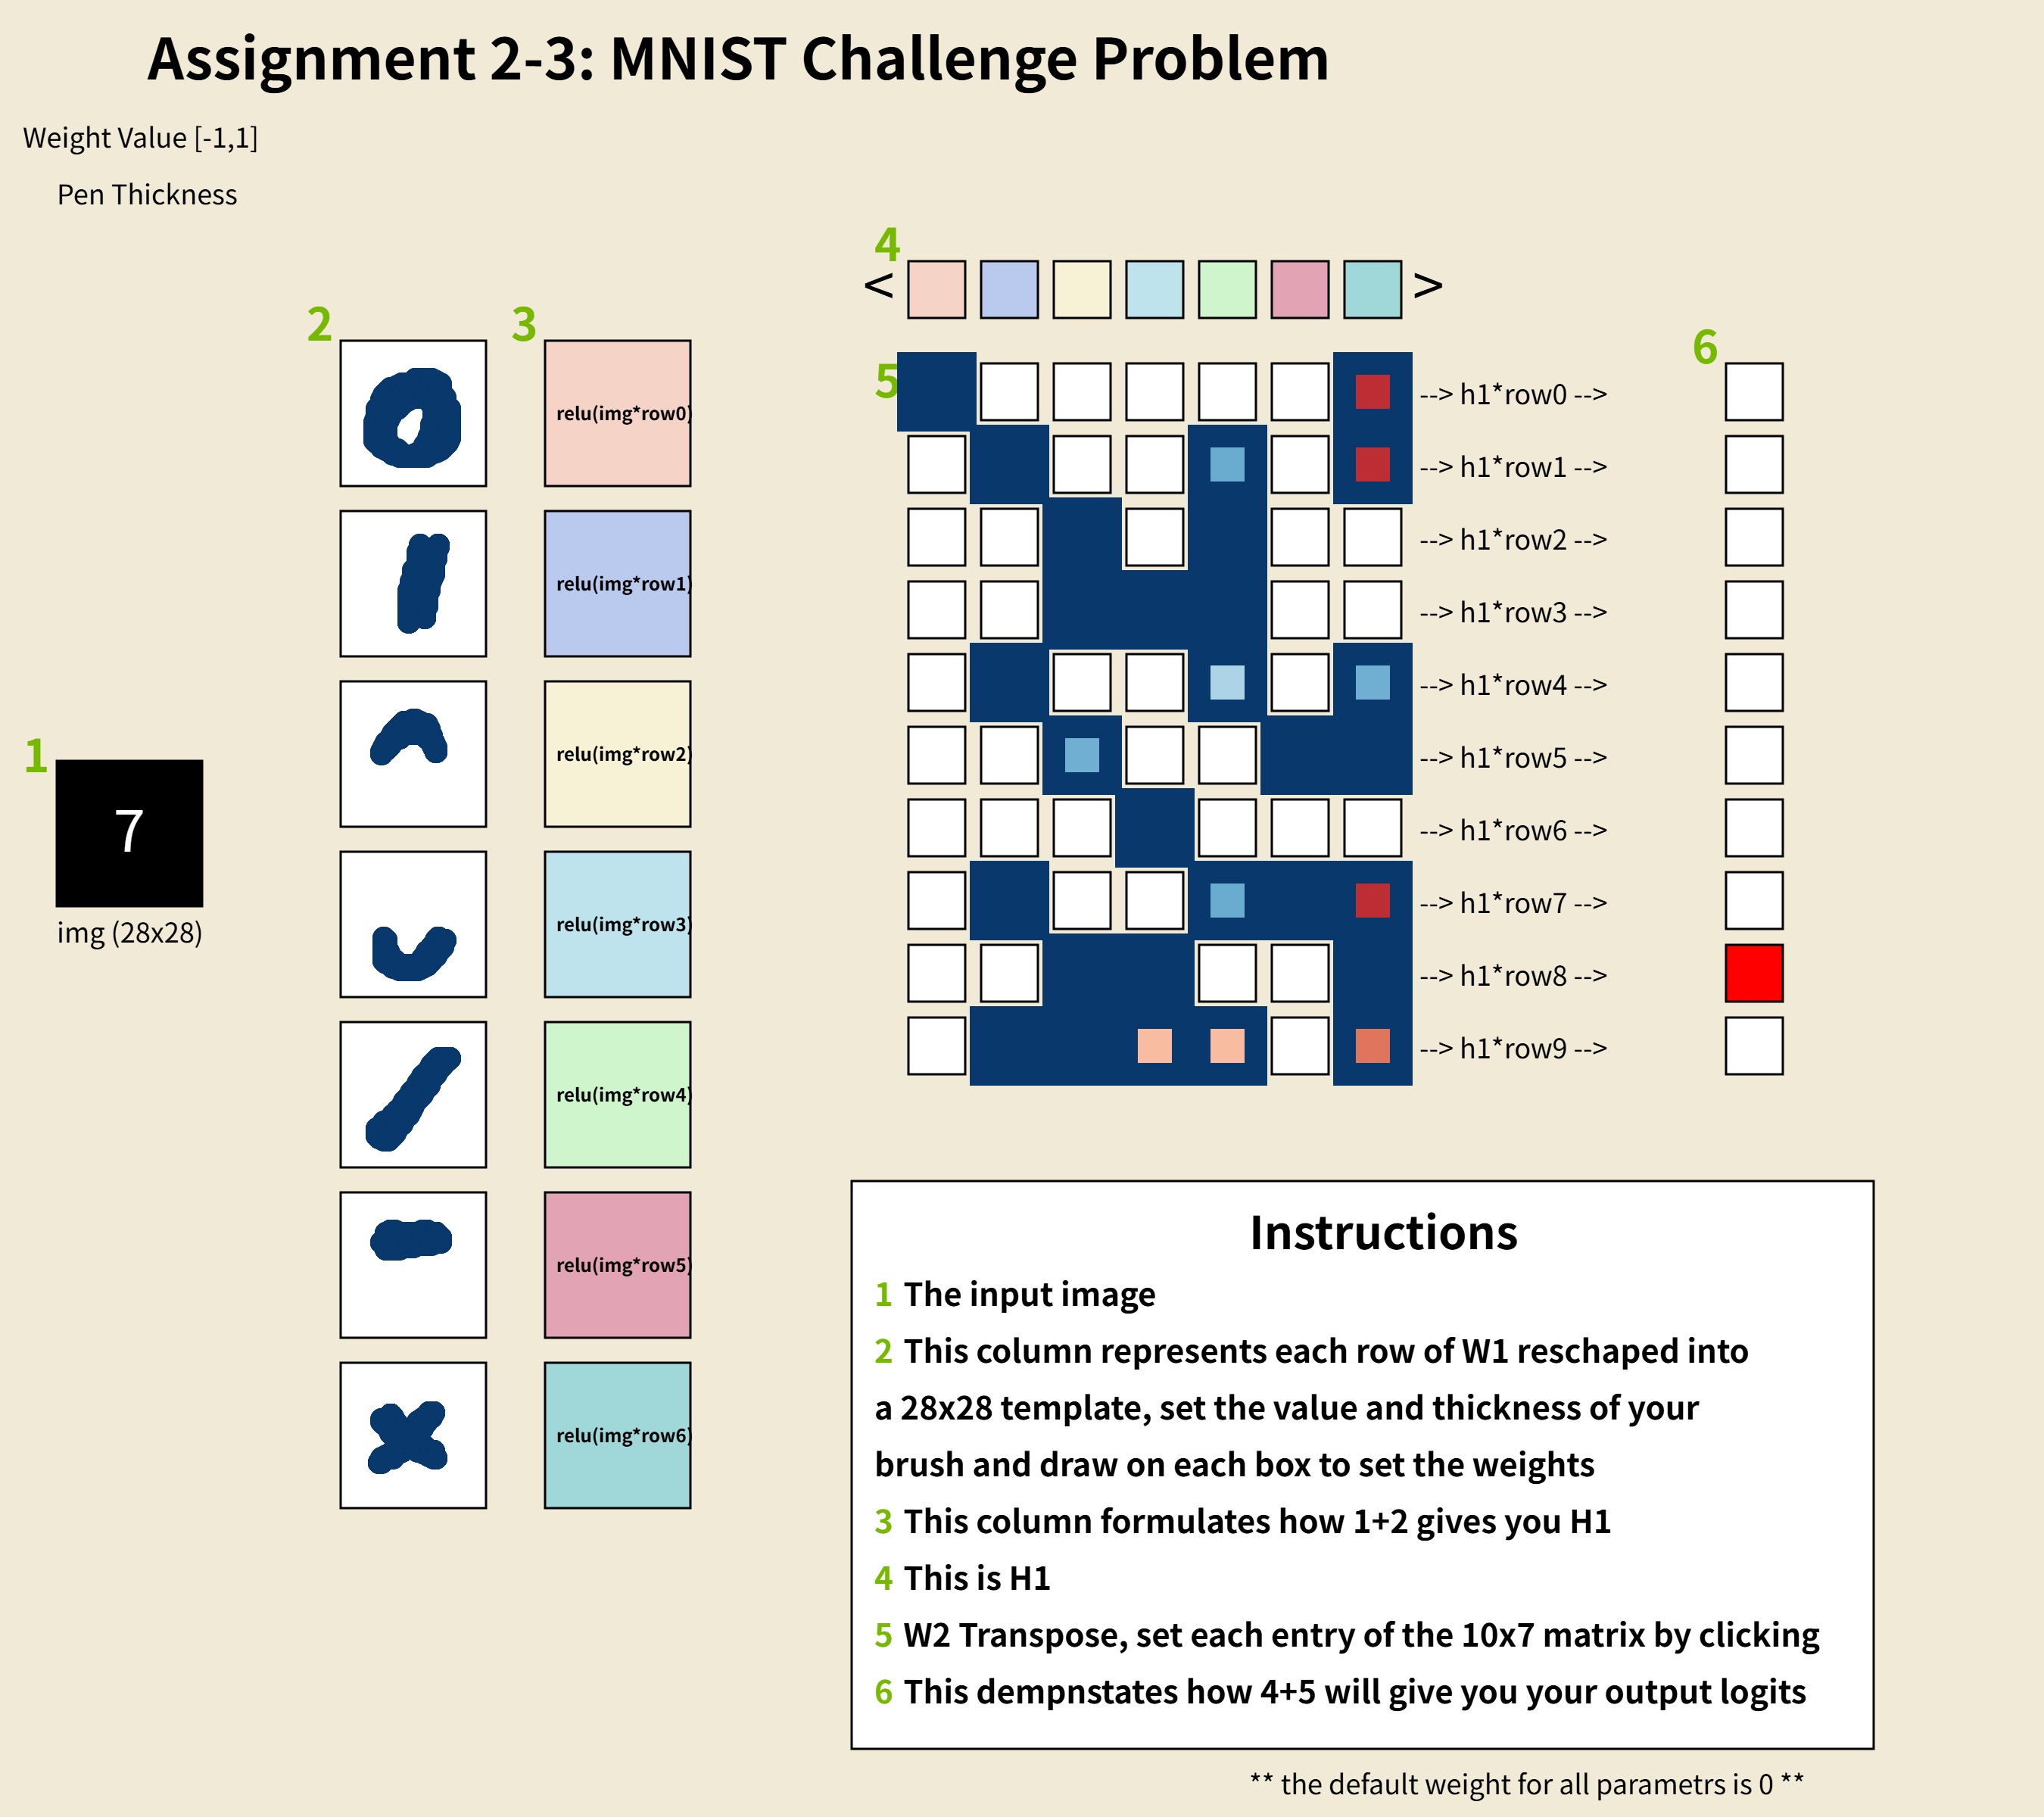 Assignment 2-3: MNIST Challenge Problem
Weight Value [-1,1]
Pen Thickness
4
< >
2
3
relu(img*row0)
relu(img*row1)
relu(img*row2)
relu(img*row3)
relu(img*row4)
relu(img*row5)
relu(img*row6)
1
7
img (28x28)
5
--> h1*row0 -->
--> h1*row1 -->
--> h1*row2 -->
--> h1*row3 -->
--> h1*row4 -->
--> h1*row5 -->
--> h1*row6 -->
--> h1*row7 -->
--> h1*row8 -->
--> h1*row9 -->
6
Instructions
1 The input image
2 This column represents each row of W1 reschaped into
a 28x28 template, set the value and thickness of your
brush and draw on each box to set the weights
3 This column formulates how 1+2 gives you H1
4 This is H1
5 W2 Transpose, set each entry of the 10x7 matrix by clicking
6 This dempnstates how 4+5 will give you your output logits
** the default weight for all parametrs is 0 **